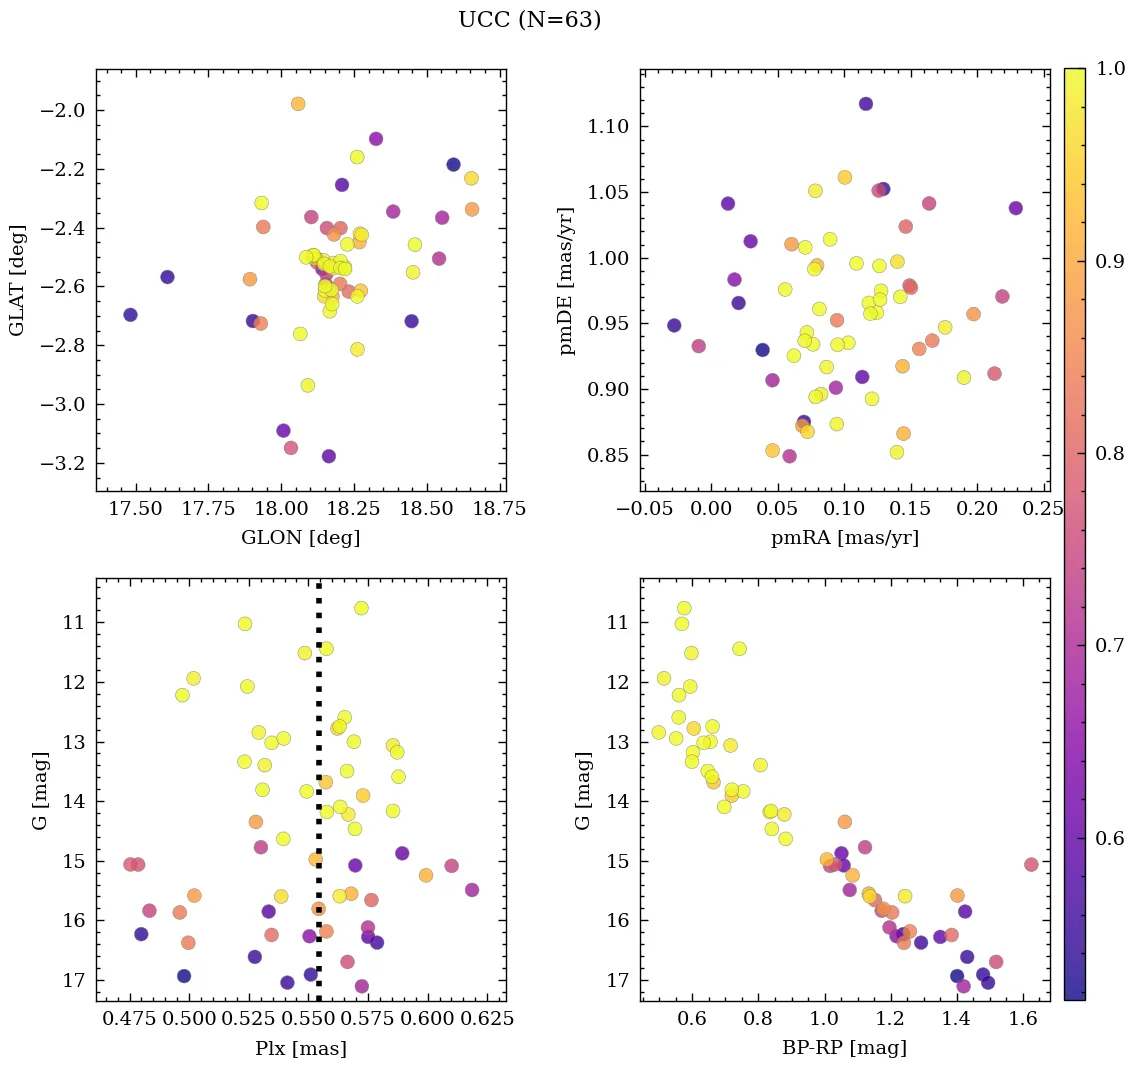 UCC (N=63)
−2.0
−2.2
−2.4
−2.6
−2.8
−3.0
−3.2
GLAT [deg]
17.50 17.75 18.00 18.25 18.50 18.75
GLON [deg]
1.10
1.05
1.00
0.95
0.90
0.85
pmDE [mas/yr]
−0.05 0.00 0.05 0.10 0.15 0.20 0.25
pmRA [mas/yr]
1.0
0.9
0.8
0.7
0.6
11
12
13
14
15
16
17
G [mag]
0.475 0.500 0.525 0.550 0.575 0.600 0.625
Plx [mas]
11
12
13
14
15
16
17
G [mag]
0.6 0.8 1.0 1.2 1.4 1.6
BP-RP [mag]